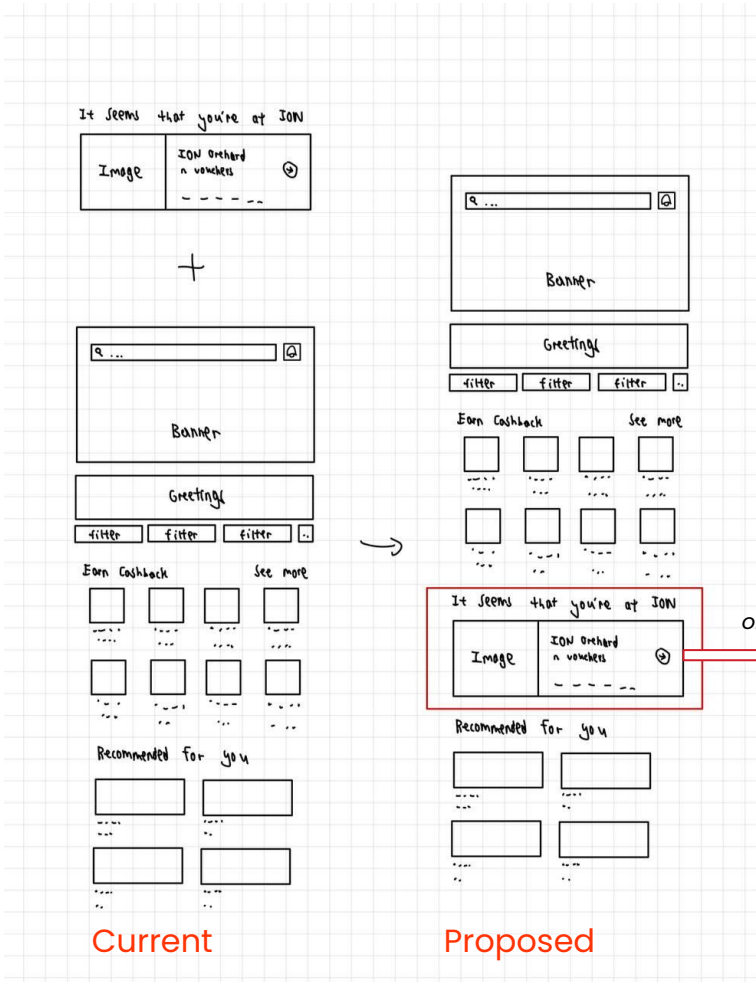 It seems that you're at ION
Image
ION Orchard
n vouchers
+
...
Banner
Greetings
filter
filter
filter
..
Earn Cashback
See more
Recommended for you
Current
...
Banner
Greetings
filter
filter
filter
..
Earn Cashback
See more
It seems that you're at ION
Image
ION Orchard
n vouchers
o
Recommended for you
Proposed